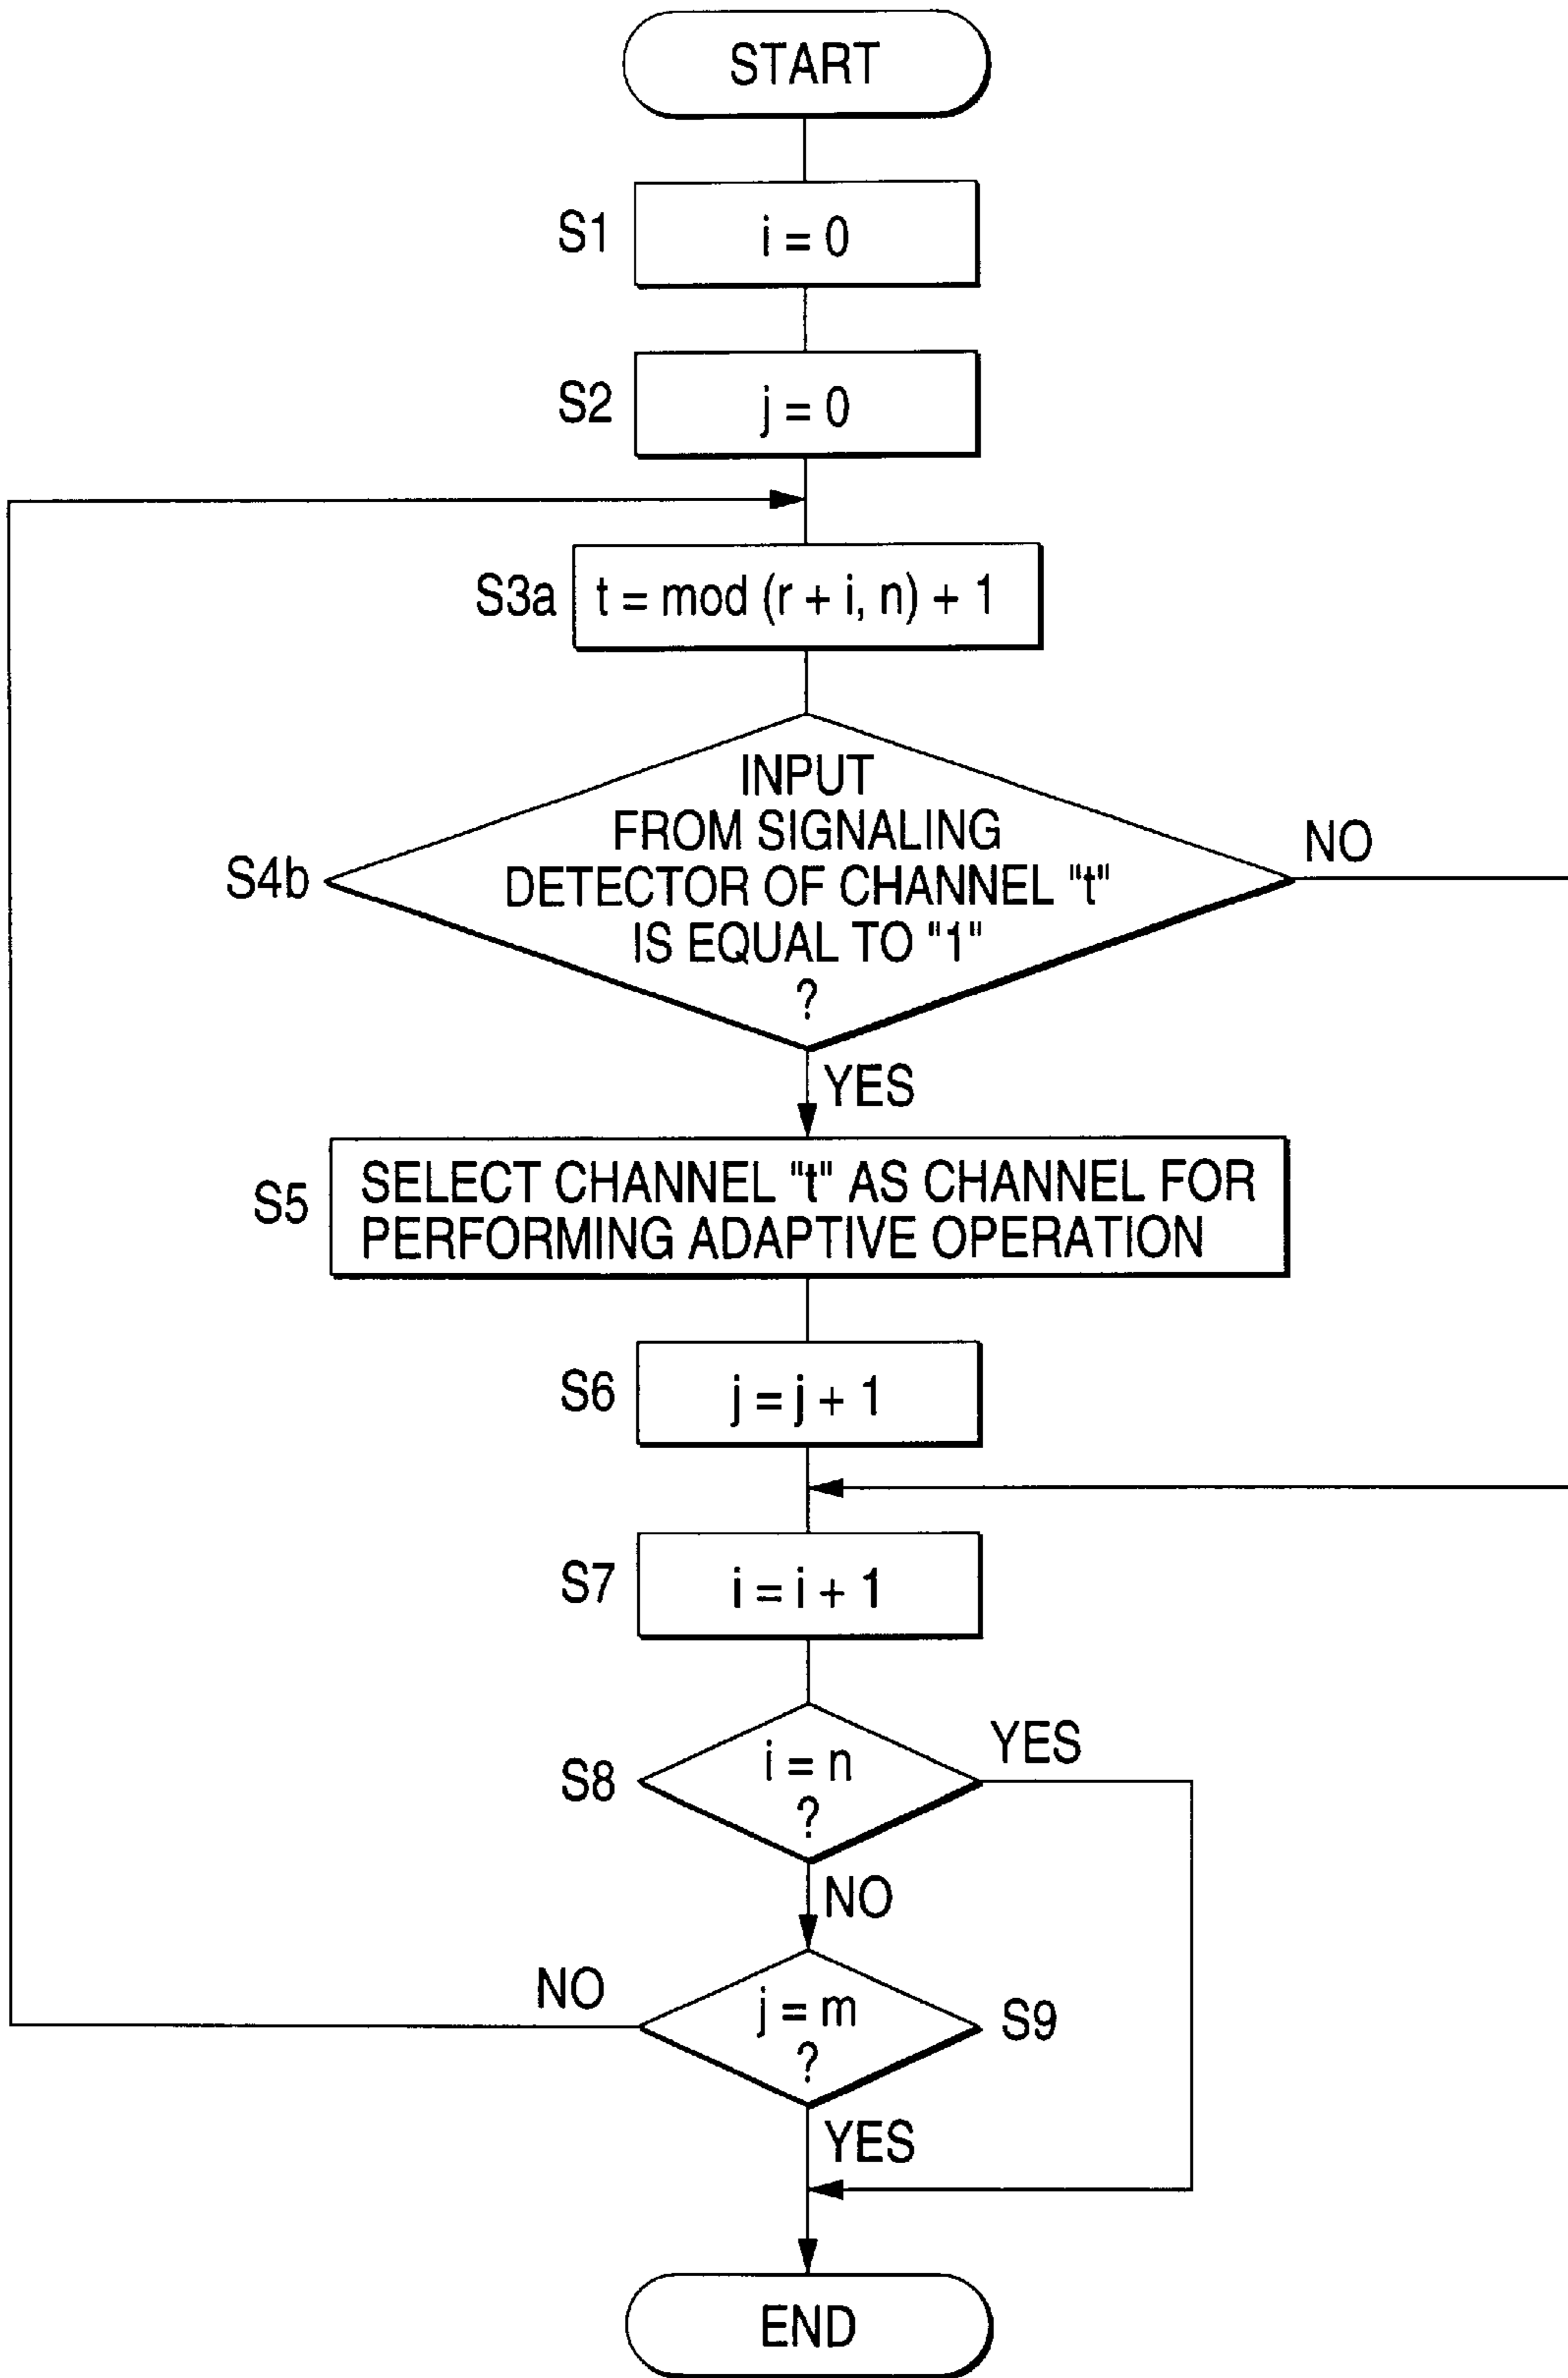 START
S1
i = 0
S2
j = 0
S3a
t = mod (r + i, n) + 1
S4b
INPUT
FROM SIGNALING
DETECTOR OF CHANNEL "t"
IS EQUAL TO "1"
?
NO
YES
S5
SELECT CHANNEL "t" AS CHANNEL FOR
PERFORMING ADAPTIVE OPERATION
S6
j = j + 1
S7
i = i + 1
S8
i = n
?
YES
NO
NO
j = m
?
S9
YES
END